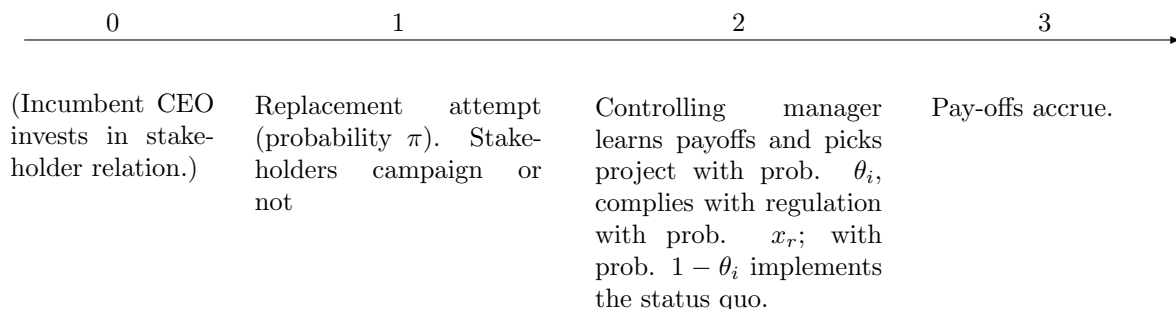 0 1 2 3
(Incumbent CEO
invests in stake-
holder relation.)
Replacement attempt
(probability π). Stake-
holders campaign or
not
Controlling manager
learns payoffs and picks
project with prob. θᵢ,
complies with regulation
with prob. xᵣ; with
prob. 1 − θᵢ implements
the status quo.
Pay-offs accrue.